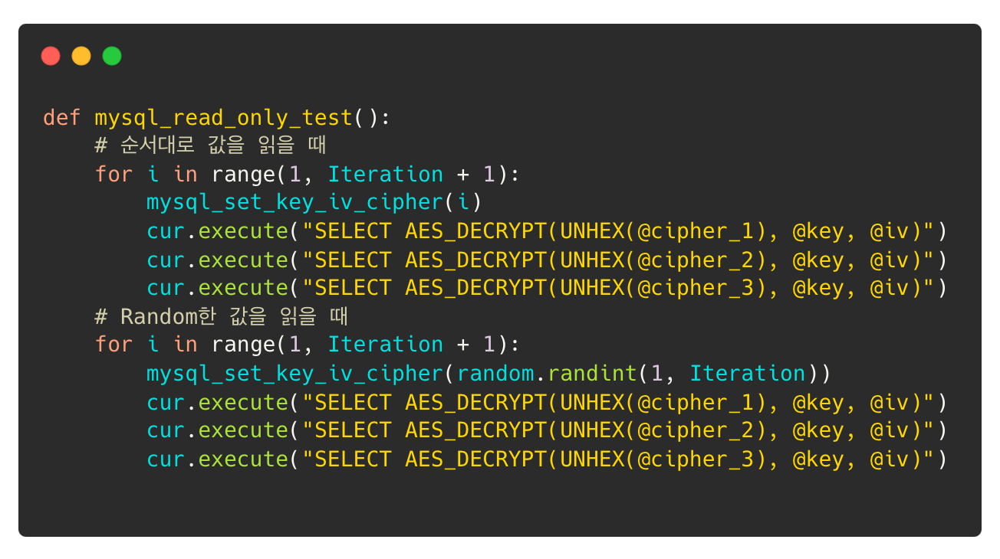 def mysql_read_only_test():
    # 순서대로 값을 읽을 때
    for i in range(1, Iteration + 1):
        mysql_set_key_iv_cipher(i)
        cur.execute("SELECT AES_DECRYPT(UNHEX(@cipher_1), @key, @iv)")
        cur.execute("SELECT AES_DECRYPT(UNHEX(@cipher_2), @key, @iv)")
        cur.execute("SELECT AES_DECRYPT(UNHEX(@cipher_3), @key, @iv)")
    # Random한 값을 읽을 때
    for i in range(1, Iteration + 1):
        mysql_set_key_iv_cipher(random.randint(1, Iteration))
        cur.execute("SELECT AES_DECRYPT(UNHEX(@cipher_1), @key, @iv)")
        cur.execute("SELECT AES_DECRYPT(UNHEX(@cipher_2), @key, @iv)")
        cur.execute("SELECT AES_DECRYPT(UNHEX(@cipher_3), @key, @iv)")